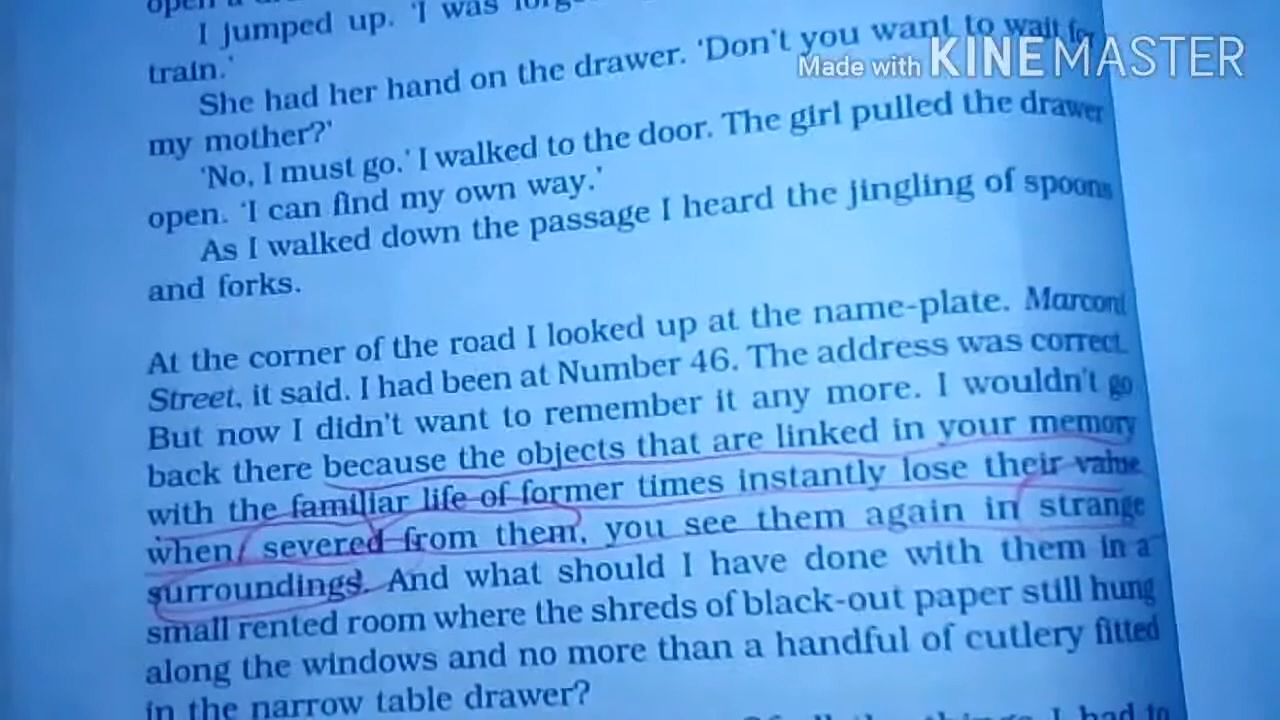 open a
I jumped up. 'I was
train.'
She had her hand on the drawer. 'Don't you want to wait for
my mother?'
'No, I must go.' I walked to the door. The girl pulled the drawer
open. 'I can find my own way.'
As I walked down the passage I heard the jingling of spoons
and forks.
At the corner of the road I looked up at the name-plate. Marconi
Street, it said. I had been at Number 46. The address was correct.
But now I didn't want to remember it any more. I wouldn't go
back there because the objects that are linked in your memory
with the familiar life of former times instantly lose their value
when, severed from them, you see them again in strange
surroundings. And what should I have done with them in a
small rented room where the shreds of black-out paper still hung
along the windows and no more than a handful of cutlery fitted
in the narrow table drawer?
I had to
Made with KINEMASTER